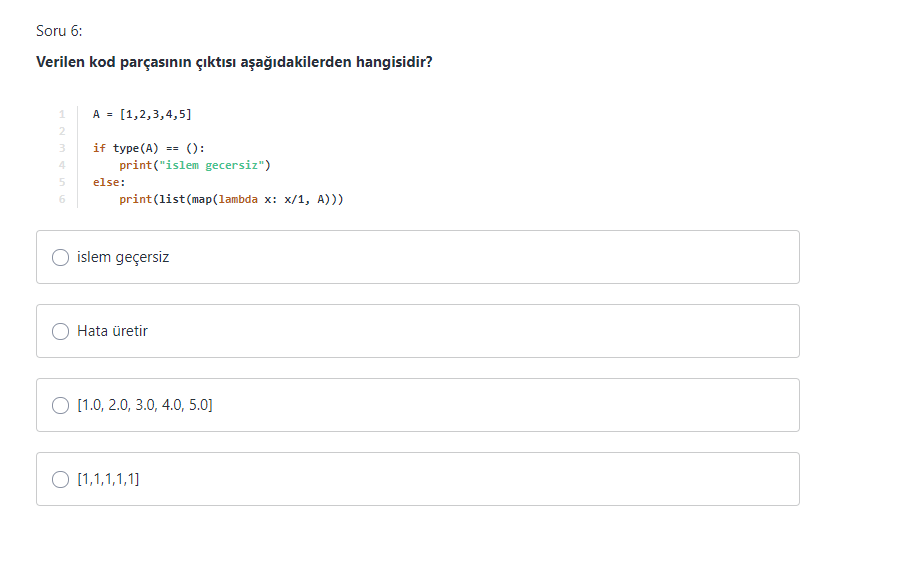 Soru 6:
Verilen kod parçasının çıktısı aşağıdakilerden hangisidir?
1 A = [1,2,3,4,5]
2
3 if type(A) == ():
4     print("islem gecersiz")
5 else:
6     print(list(map(lambda x: x/1, A)))
islem geçersiz
Hata üretir
[1.0, 2.0, 3.0, 4.0, 5.0]
[1,1,1,1,1]